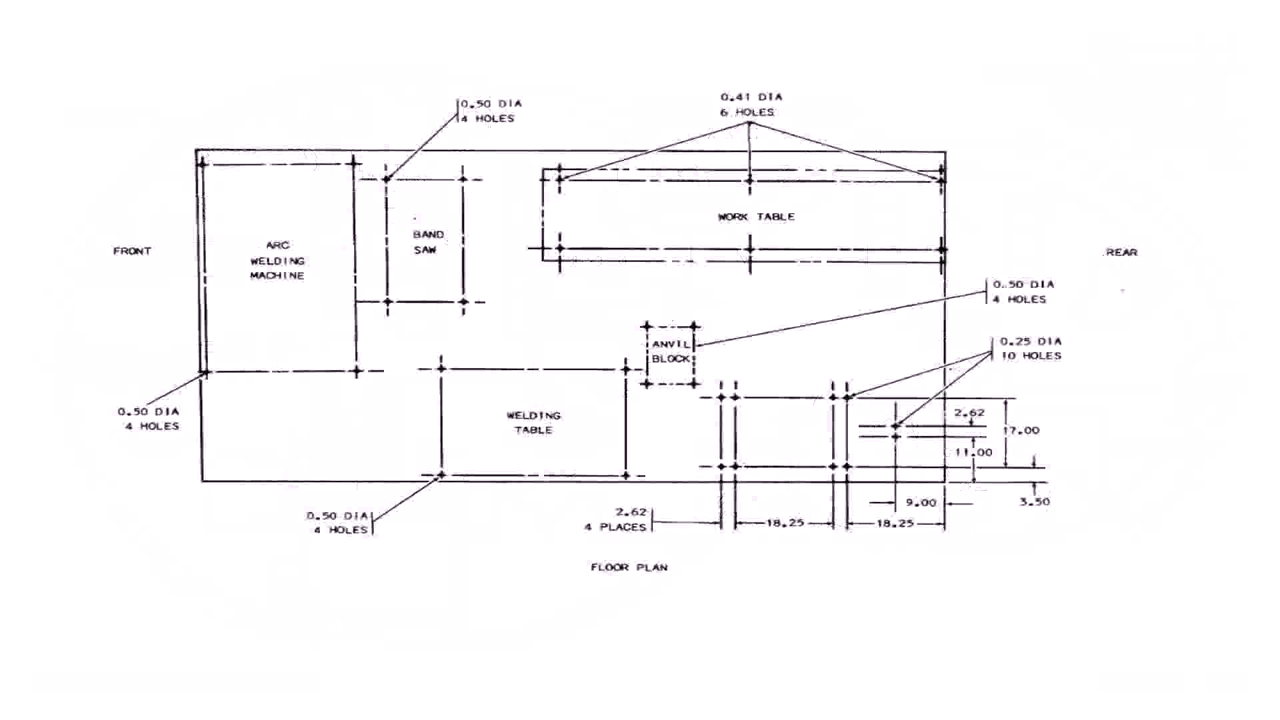 0.50 DIA
4 HOLES
0.41 DIA
6 HOLES
WORK TABLE
FRONT
ARC
WELDING
MACHINE
BAND
SAW
REAR
0.50 DIA
4 HOLES
ANVIL
BLOCK
0.25 DIA
10 HOLES
0.50 DIA
4 HOLES
WELDING
TABLE
2.62
17.00
11.00
9.00
3.50
0.50 DIA
4 HOLES
2.62
4 PLACES
18.25
18.25
FLOOR PLAN